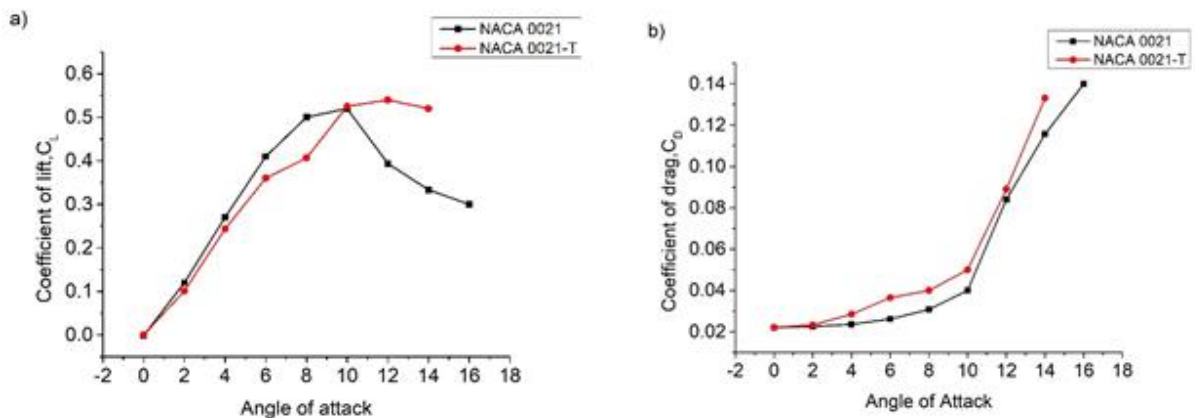 a)
NACA 0021
NACA 0021-T
0.5
0.4
0.3
0.2
0.1
0.0
Coefficient of lift,C_L
-2 0 2 4 6 8 10 12 14 16 18
Angle of attack
b)
NACA 0021
NACA 0021-T
0.14
0.12
0.10
0.08
0.06
0.04
0.02
Coefficient of drag,C_D
-2 0 2 4 6 8 10 12 14 16 18
Angle of Attack